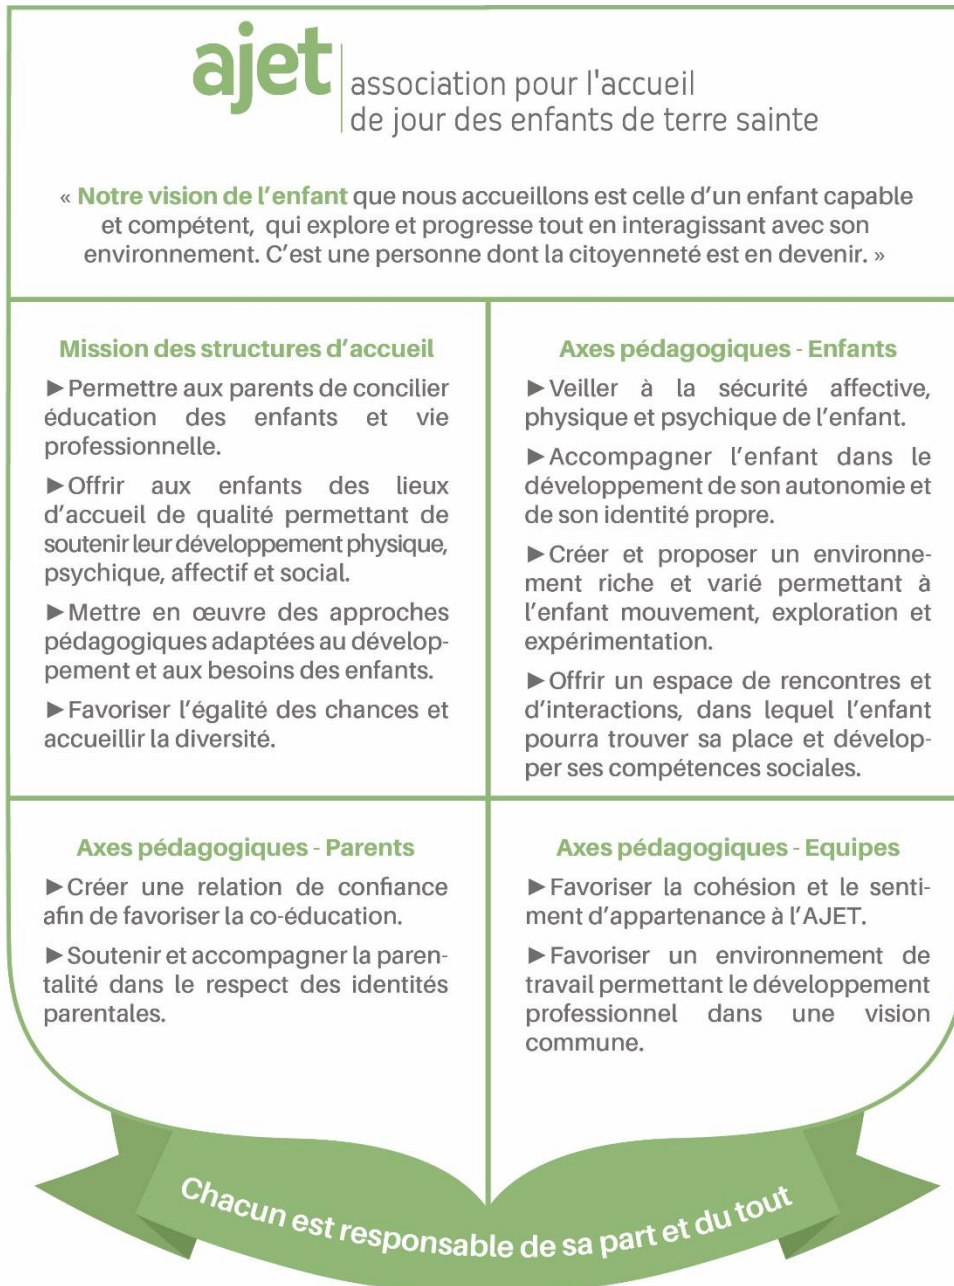 ajet
association pour l'accueil
de jour des enfants de terre sainte
« Notre vision de l’enfant que nous accueillons est celle d’un enfant capable
et compétent, qui explore et progresse tout en interagissant avec son
environnement. C’est une personne dont la citoyenneté est en devenir. »
Mission des structures d’accueil
►Permettre aux parents de concilier
éducation des enfants et vie
professionnelle.
►Offrir aux enfants des lieux
d’accueil de qualité permettant de
soutenir leur développement physique,
psychique, affectif et social.
►Mettre en œuvre des approches
pédagogiques adaptées au dévelop-
pement et aux besoins des enfants.
►Favoriser l’égalité des chances et
accueillir la diversité.
Axes pédagogiques - Enfants
►Veiller à la sécurité affective,
physique et psychique de l’enfant.
►Accompagner l’enfant dans le
développement de son autonomie et
de son identité propre.
►Créer et proposer un environne-
ment riche et varié permettant à
l’enfant mouvement, exploration et
expérimentation.
►Offrir un espace de rencontres et
d’interactions, dans lequel l’enfant
pourra trouver sa place et dévelop-
per ses compétences sociales.
Axes pédagogiques - Parents
►Créer une relation de confiance
afin de favoriser la co-éducation.
►Soutenir et accompagner la paren-
talité dans le respect des identités
parentales.
Axes pédagogiques - Equipes
►Favoriser la cohésion et le senti-
ment d’appartenance à l’AJET.
►Favoriser un environnement de
travail permettant le développement
professionnel dans une vision
commune.
Chacun est responsable de sa part et du tout